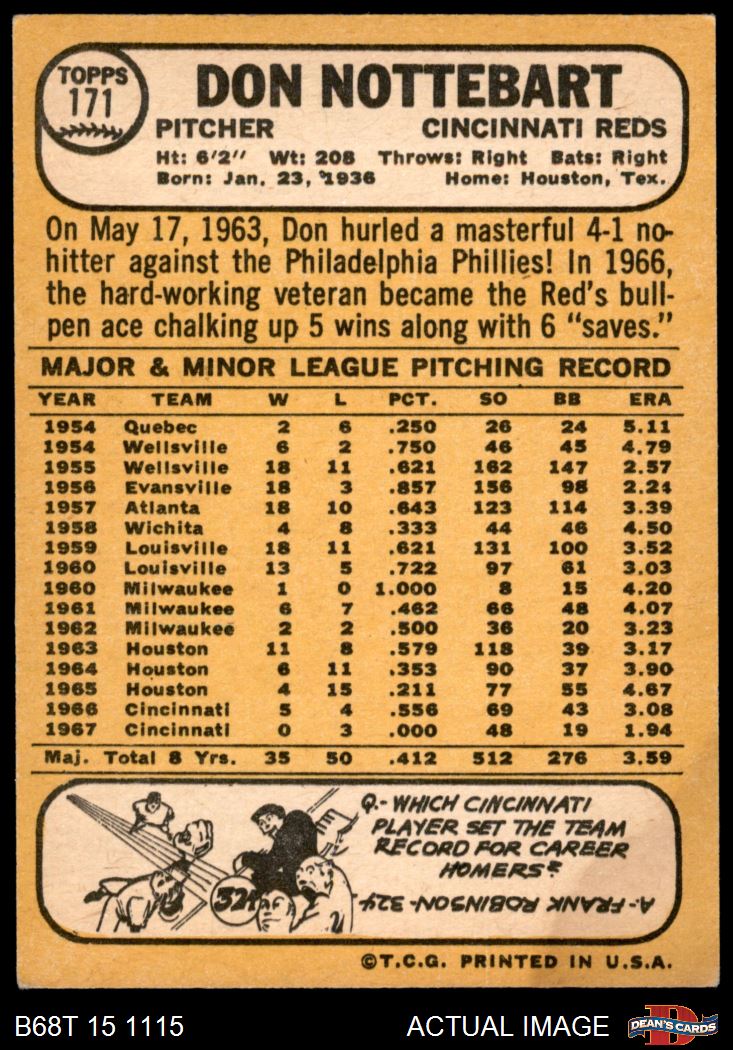 TOPPS
171
DON NOTTEBART
PITCHER CINCINNATI REDS
Ht: 6'2" Wt: 208 Throws: Right Bats: Right
Born: Jan. 23, 1936 Home: Houston, Tex.
On May 17, 1963, Don hurled a masterful 4-1 no-
hitter against the Philadelphia Phillies! In 1966,
the hard-working veteran became the Red's bull-
pen ace chalking up 5 wins along with 6 "saves."
MAJOR & MINOR LEAGUE PITCHING RECORD
YEAR TEAM W L PCT. SO BB ERA
1954 Quebec 2 6 .250 26 24 5.11
1954 Wellsville 6 2 .750 46 45 4.79
1955 Wellsville 18 11 .621 162 147 2.57
1956 Evansville 18 3 .857 156 98 2.24
1957 Atlanta 18 10 .643 123 114 3.39
1958 Wichita 4 8 .333 44 46 4.50
1959 Louisville 18 11 .621 131 100 3.52
1960 Louisville 13 5 .722 97 61 3.03
1960 Milwaukee 1 0 1.000 8 15 4.20
1961 Milwaukee 6 7 .462 66 48 4.07
1962 Milwaukee 2 2 .500 36 20 3.23
1963 Houston 11 8 .579 118 39 3.17
1964 Houston 6 11 .353 90 37 3.90
1965 Houston 4 15 .211 77 55 4.67
1966 Cincinnati 5 4 .556 69 43 3.08
1967 Cincinnati 0 3 .000 48 19 1.94
Maj. Total 8 Yrs. 35 50 .412 512 276 3.59
Q.- WHICH CINCINNATI
PLAYER SET THE TEAM
RECORD FOR CAREER
HOMERS?
A- FRANK ROBINSON- 324
324
©T.C.G. PRINTED IN U.S.A.
B68T 15 1115 ACTUAL IMAGE
D
DEAN'S CARDS